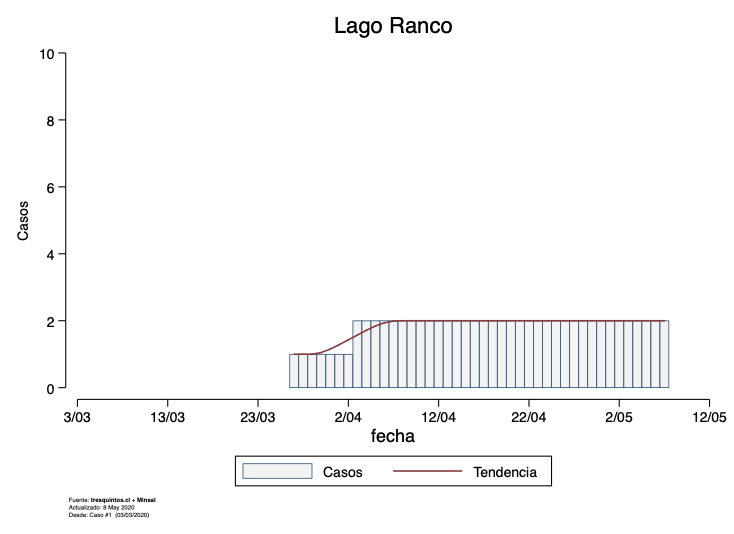 Lago Ranco
10
8
6
4
2
0
Casos
3/03 13/03 23/03 2/04 12/04 22/04 2/05 12/05
fecha
Casos Tendencia
Fuente: tresquintos.cl + Minsal
Actualizado: 8 May 2020
Desde: Caso #1 (03/03/2020)